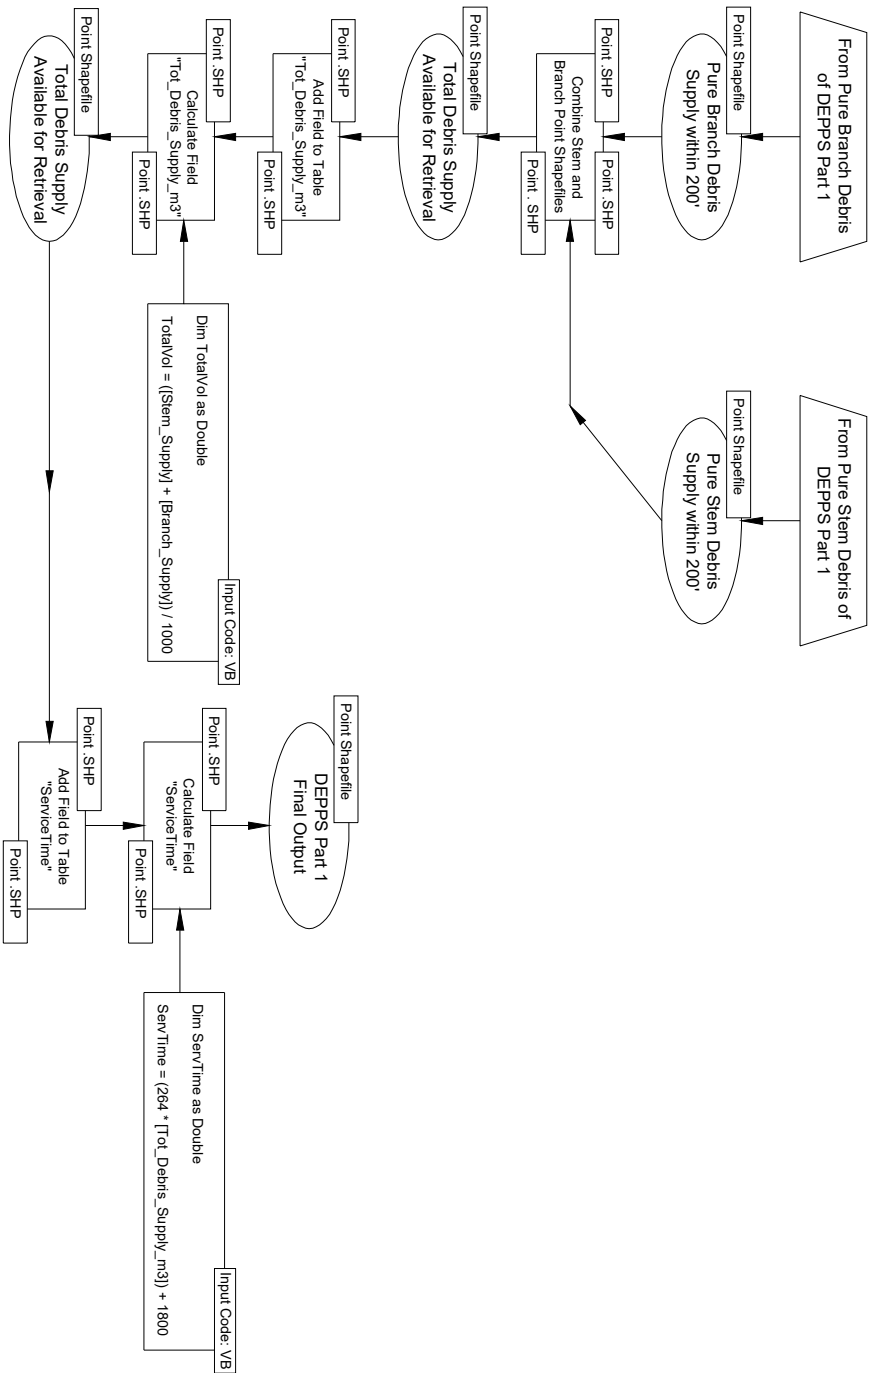 From Pure Branch Debris
of DEPPS Part 1
Point Shapefile
Pure Branch Debris
Supply within 200'
Point .SHP
Point .SHP
Combine Stem and
Branch Point Shapefiles
Point . SHP
Point Shapefile
Total Debris Supply
Available for Retrieval
Point .SHP
Add Field to Table
"Tot_Debris_Supply_m3"
Point .SHP
Point .SHP
Calculate Field
"Tot_Debris_Supply_m3"
Point .SHP
Point Shapefile
Total Debris Supply
Available for Retrieval
From Pure Stem Debris of
DEPPS Part 1
Point Shapefile
Pure Stem Debris
Supply within 200'
Input Code: VB
Dim TotalVol as Double
TotalVol = ([Stem_Supply] + [Branch_Supply]) / 1000
Point Shapefile
DEPPS Part 1
Final Output
Point .SHP
Calculate Field
"ServiceTime"
Point .SHP
Point .SHP
Add Field to Table
"ServiceTime"
Point .SHP
Input Code: VB
Dim ServTime as Double
ServTime = (264 * [Tot_Debris_Supply_m3]) + 1800